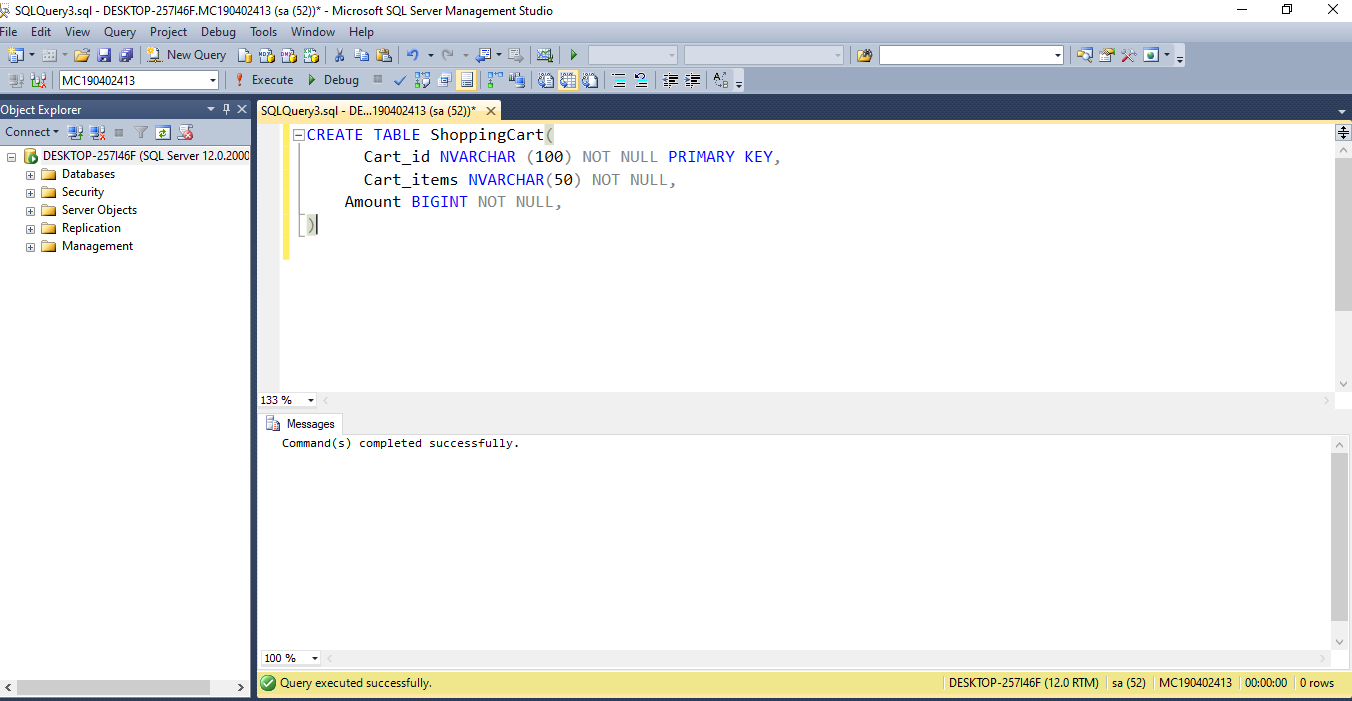 SQLQuery3.sql - DESKTOP-257I46F.MC190402413 (sa (52))* - Microsoft SQL Server Management Studio
File Edit View Query Project Debug Tools Window Help
New Query
MC190402413 Execute Debug
Object Explorer
Connect
DESKTOP-257I46F (SQL Server 12.0.2000
Databases
Security
Server Objects
Replication
Management
SQLQuery3.sql - DE...190402413 (sa (52))*
CREATE TABLE ShoppingCart(
Cart_id NVARCHAR (100) NOT NULL PRIMARY KEY,
Cart_items NVARCHAR(50) NOT NULL,
Amount BIGINT NOT NULL,
)
133 %
Messages
Command(s) completed successfully.
100 %
Query executed successfully. DESKTOP-257I46F (12.0 RTM) sa (52) MC190402413 00:00:00 0 rows